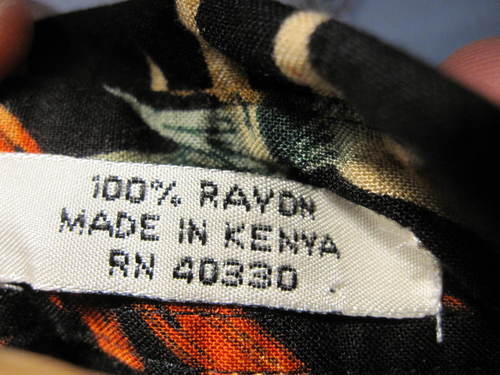 100% RAYON
MADE IN KENYA
RN 40330